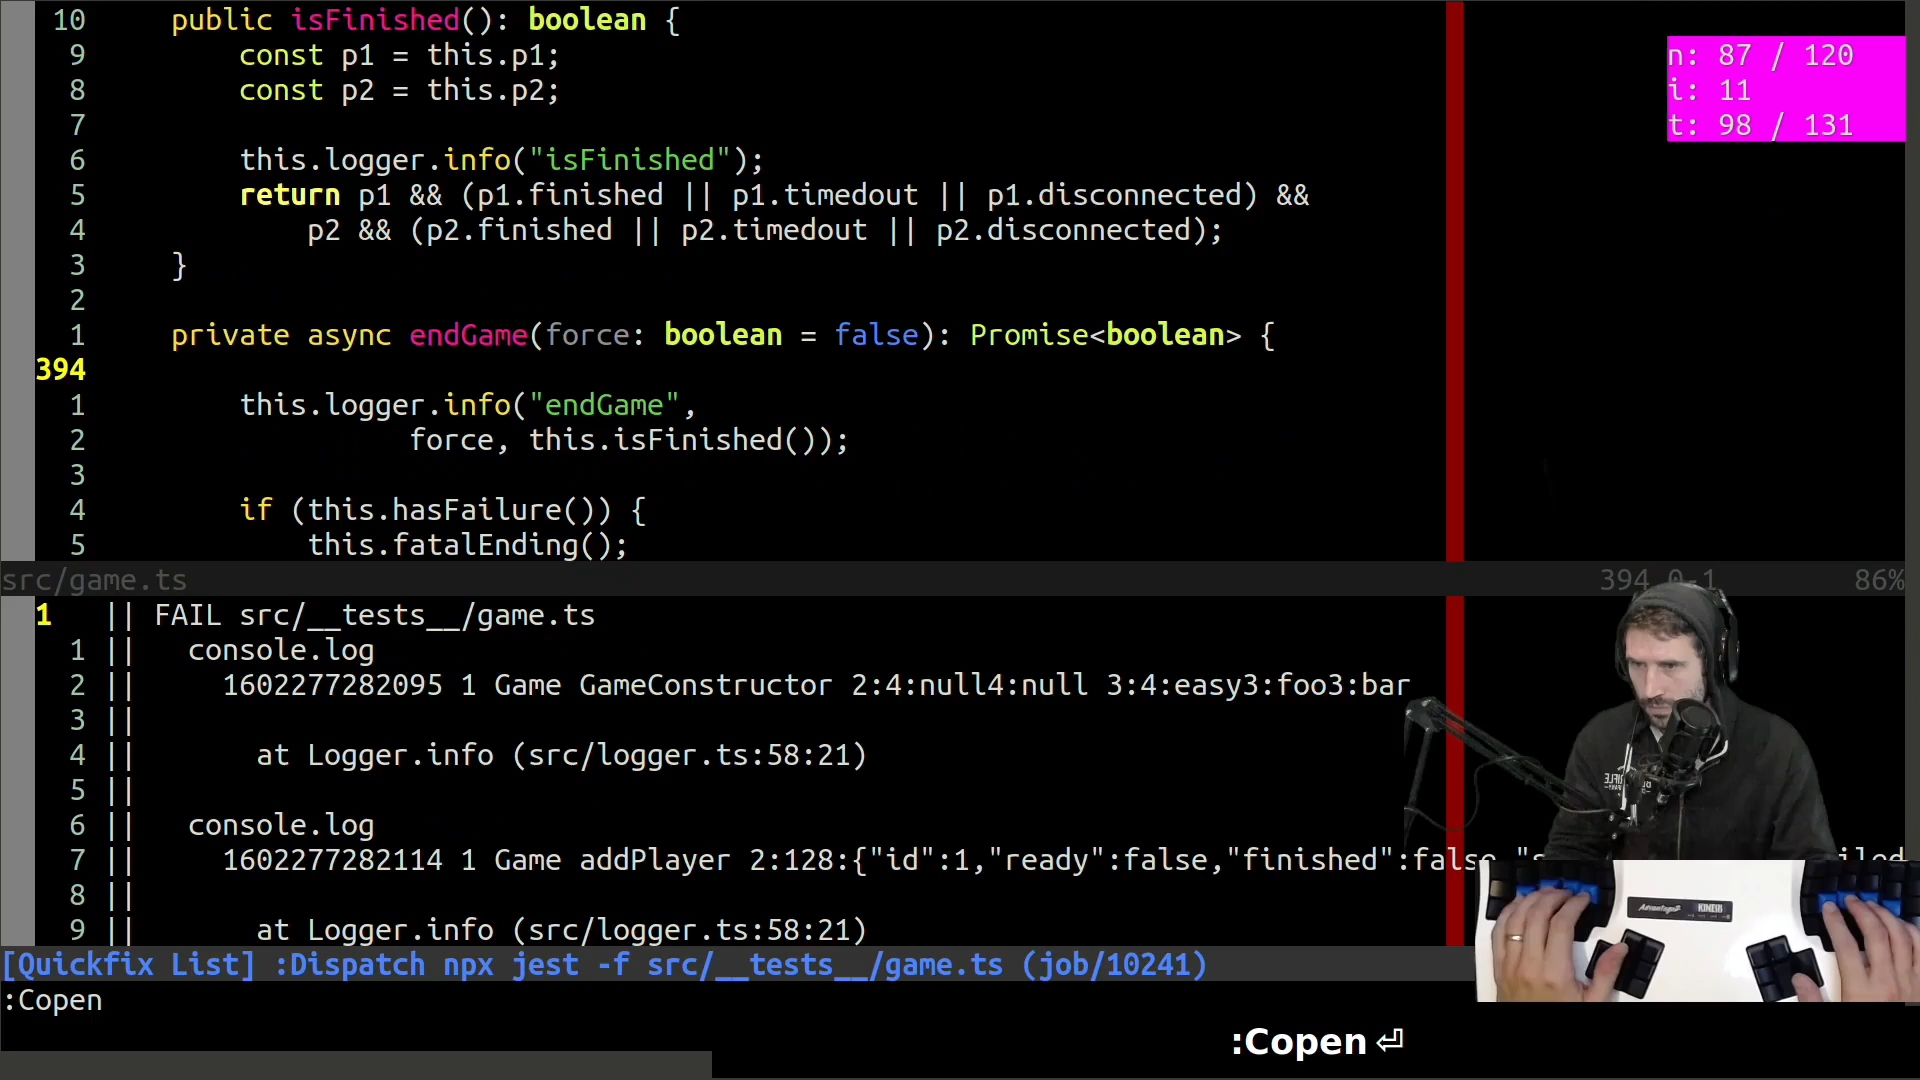 10 public isFinished(): boolean {
9 const p1 = this.p1;
8 const p2 = this.p2;
7
6 this.logger.info("isFinished");
5 return p1 && (p1.finished || p1.timedout || p1.disconnected) &&
4 p2 && (p2.finished || p2.timedout || p2.disconnected);
3 }
2
1 private async endGame(force: boolean = false): Promise<boolean> {
394
1 this.logger.info("endGame",
2 force, this.isFinished());
3
4 if (this.hasFailure()) {
5 this.fatalEnding();
n: 87 / 120
i: 11
t: 98 / 131
src/game.ts 394,0-1 86%
1 || FAIL src/__tests__/game.ts
1 || console.log
2 || 1602277282095 1 Game GameConstructor 2:4:null4:null 3:4:easy3:foo3:bar
3 ||
4 || at Logger.info (src/logger.ts:58:21)
5 ||
6 || console.log
7 || 1602277282114 1 Game addPlayer 2:128:{"id":1,"ready":false,"finished":false,"s
8 ||
9 || at Logger.info (src/logger.ts:58:21)
[Quickfix List] :Dispatch npx jest -f src/__tests__/game.ts (job/10241)
:Copen
:Copen⏎
Advantage2 KINESIS